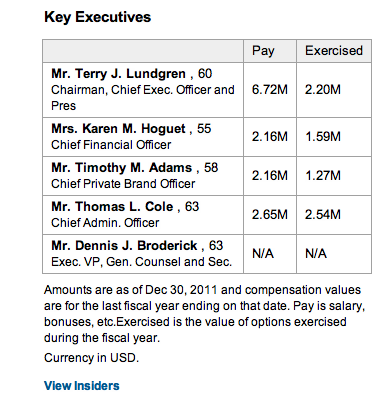 Key Executives
Pay Exercised
Mr. Terry J. Lundgren , 60
Chairman, Chief Exec. Officer and
Pres
6.72M 2.20M
Mrs. Karen M. Hoguet , 55
Chief Financial Officer
2.16M 1.59M
Mr. Timothy M. Adams , 58
Chief Private Brand Officer
2.16M 1.27M
Mr. Thomas L. Cole , 63
Chief Admin. Officer
2.65M 2.54M
Mr. Dennis J. Broderick , 63
Exec. VP, Gen. Counsel and Sec.
N/A N/A
Amounts are as of Dec 30, 2011 and compensation values
are for the last fiscal year ending on that date. Pay is salary,
bonuses, etc.Exercised is the value of options exercised
during the fiscal year.
Currency in USD.
View Insiders